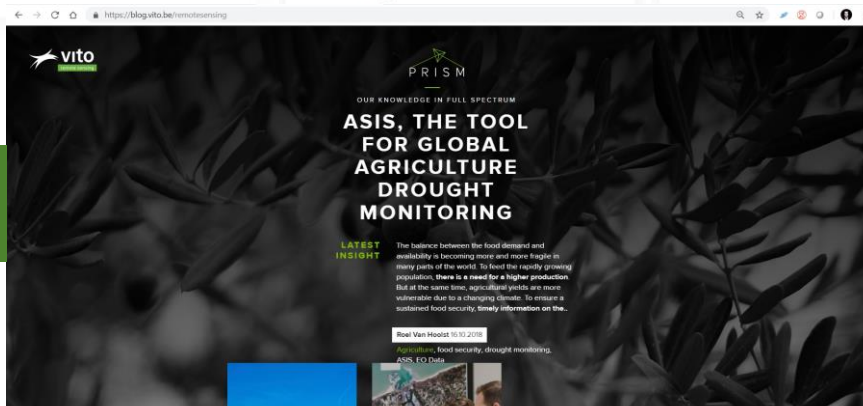 https://blog.vito.be/remotesensing
vito
remote sensing
PRISM
OUR KNOWLEDGE IN FULL SPECTRUM
ASIS, THE TOOL
FOR GLOBAL
AGRICULTURE
DROUGHT
MONITORING
LATEST
INSIGHT
The balance between the food demand and
availability is becoming more and more fragile in
many parts of the world. To feed the rapidly growing
population, there is a need for a higher production.
But at the same time, agricultural yields are more
vulnerable due to a changing climate. To ensure a
sustained food security, timely information on the..
Roel Van Hoolst 16.10.2018
Agriculture, food security, drought monitoring,
ASIS, EO Data